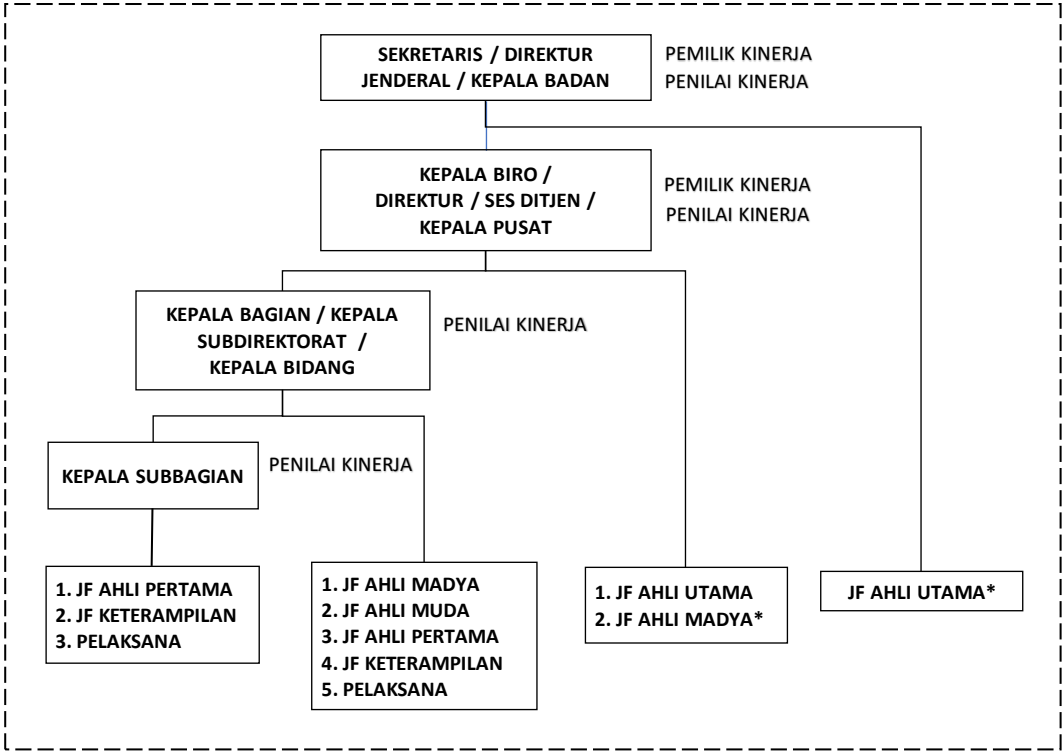 SEKRETARIS / DIREKTUR
JENDERAL / KEPALA BADAN
PEMILIK KINERJA
PENILAI KINERJA
KEPALA BIRO /
DIREKTUR / SES DITJEN /
KEPALA PUSAT
PEMILIK KINERJA
PENILAI KINERJA
KEPALA BAGIAN / KEPALA
SUBDIREKTORAT /
KEPALA BIDANG
PENILAI KINERJA
KEPALA SUBBAGIAN
PENILAI KINERJA
1. JF AHLI PERTAMA
2. JF KETERAMPILAN
3. PELAKSANA
1. JF AHLI MADYA
2. JF AHLI MUDA
3. JF AHLI PERTAMA
4. JF KETERAMPILAN
5. PELAKSANA
1. JF AHLI UTAMA
2. JF AHLI MADYA*
JF AHLI UTAMA*